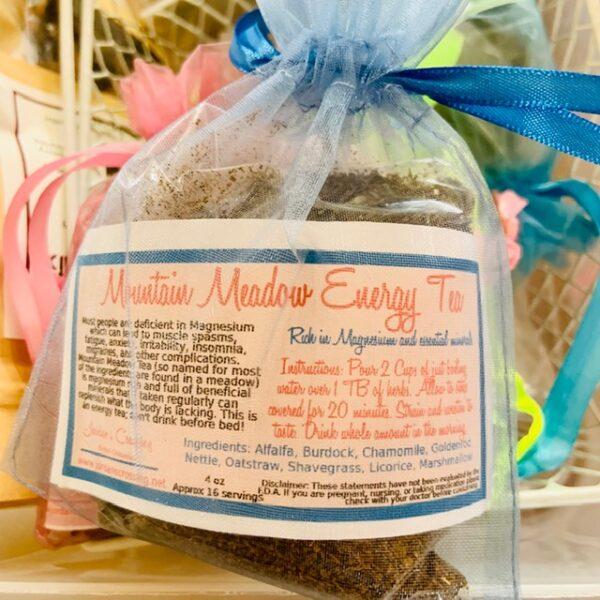 Mountain Meadow Energy Tea
Rich in Magnesium and essential minerals
Most people are deficient in Magnesium
which can lead to muscle spasms,
fatigue, anxiety, irritability, insomnia,
migraines, and other complications.
Mountain Meadow Tea (so named for most
of the ingredients are found in a meadow)
is magnesium rich and full of beneficial
minerals that taken regularly can
replenish what the body is lacking. This is
an energy tea; don't drink before bed!
Instructions: Pour 2 Cups of just boiling
water over 1 TB of herbs. Allow to steep
covered for 20 minutes. Strain and sweeten to
taste. Drink whole amount in the morning.
Jordan's Crossing
Ingredients: Alfalfa, Burdock, Chamomile, Goldenrod,
Nettle, Oatstraw, Shavegrass, Licorice, Marshmallow
www.jordanscrossing.net
4 oz
Approx 16 servings
Disclaimer: These statements have not been evaluated by the
F.D.A. If you are pregnant, nursing, or taking medication please
check with your doctor before consuming.